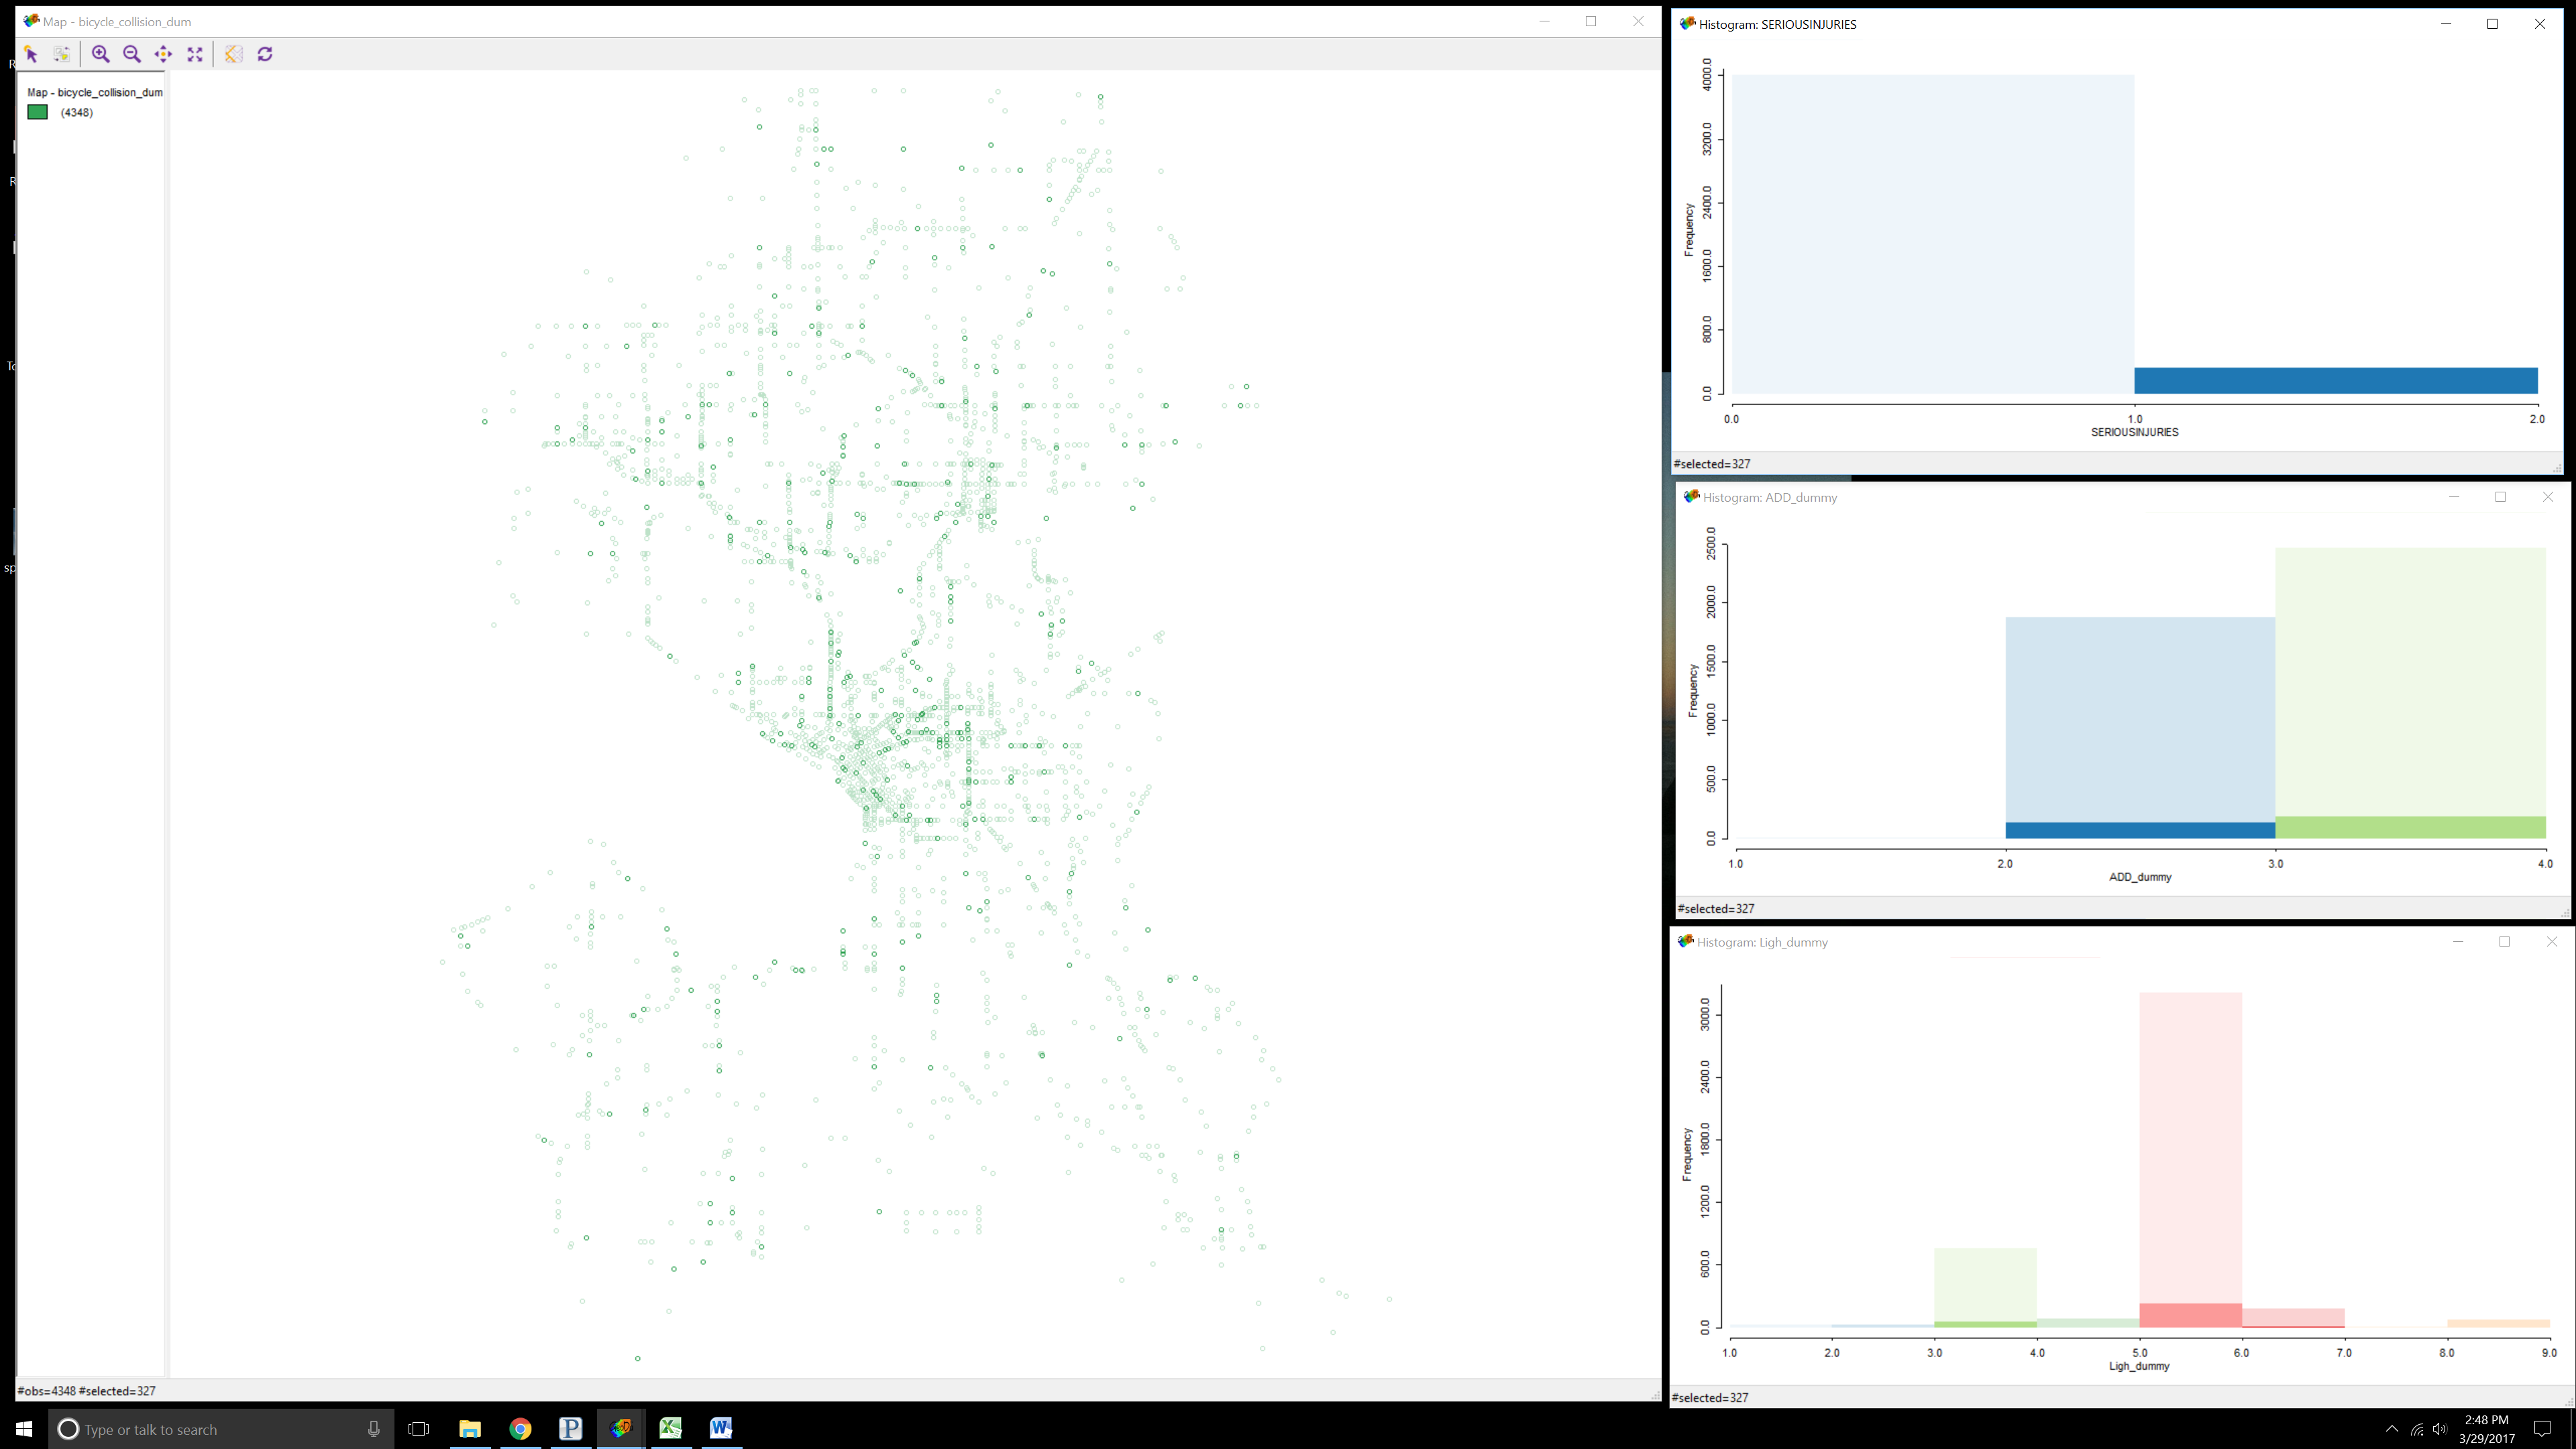 Map - bicycle_collision_dum
Map - bicycle_collision_dum
(4348)
#obs=4348 #selected=327
Histogram: SERIOUSINJURIES
4000.0
3200.0
2400.0
1600.0
800.0
0.0
Frequency
0.0 1.0 2.0
SERIOUSINJURIES
#selected=327
Histogram: ADD_dummy
2500.0
2000.0
1500.0
1000.0
500.0
0.0
Frequency
1.0 2.0 3.0 4.0
ADD_dummy
#selected=327
Histogram: Ligh_dummy
3000.0
2400.0
1800.0
1200.0
600.0
0.0
Frequency
1.0 2.0 3.0 4.0 5.0 6.0 7.0 8.0 9.0
Ligh_dummy
#selected=327
R
R
To
sp
Type or talk to search
2:48 PM
3/29/2017